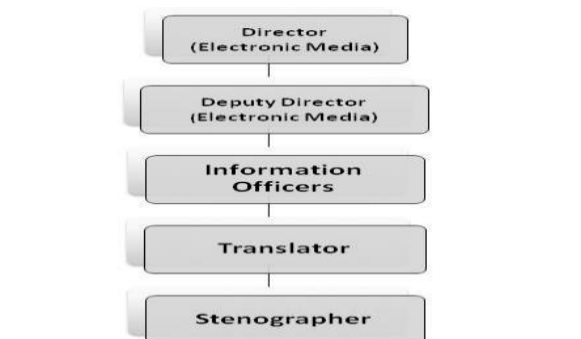 Director
(Electronic Media)
Deputy Director
(Electronic Media)
Information
Officers
Translator
Stenographer